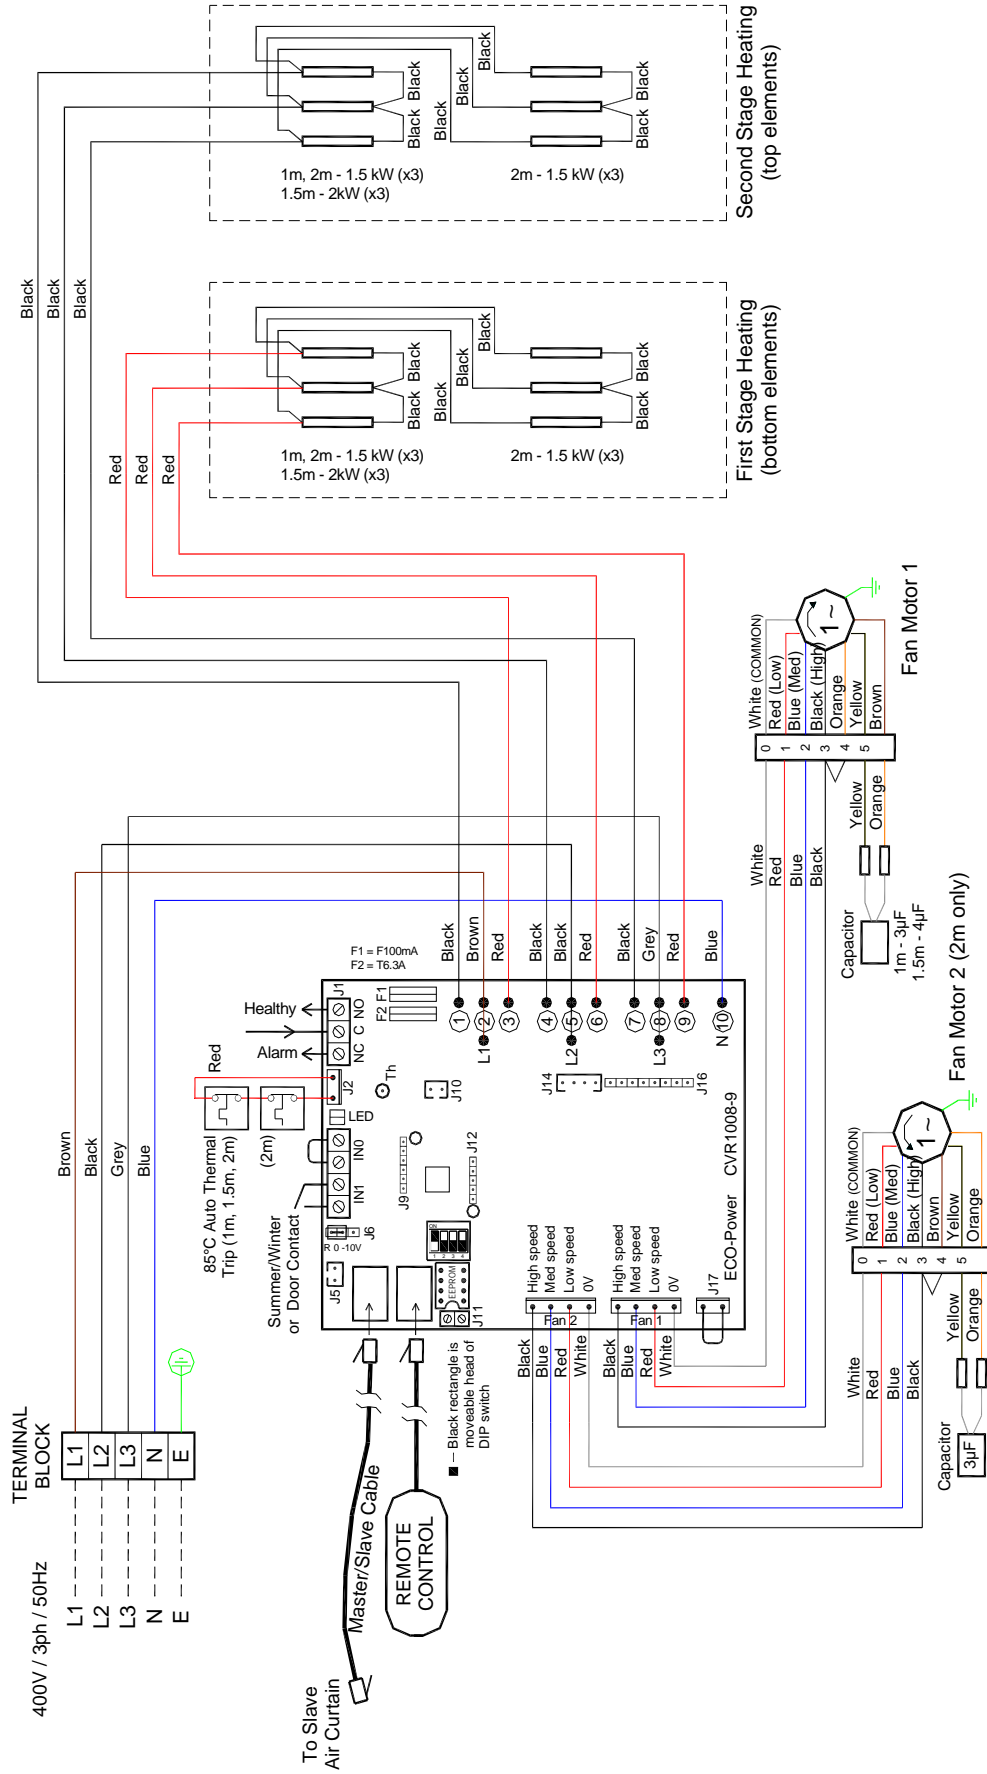 400V / 3ph / 50Hz
TERMINAL
BLOCK
L1
L2
L3
N
E
L1
L2
L3
N
E
Brown
Black
Grey
Blue
Black
Black
Black
Red
Red
Red
85°C Auto Thermal
Trip (1m, 1.5m, 2m)
(2m)
Red
Summer/Winter
or Door Contact
Healthy
Alarm
NO
C
NC
J1
J2
LED
IN0
IN1
J6
R 0 -10V
J5
F1 = F100mA
F2 = T6.3A
F2 F1
Th
J10
J9
J12
J14
J16
ON
1 2 3 4
EEPROM
J11
J17
ECO-Power CVR1008-9
Black
Brown
Red
Black
Black
Red
Black
Grey
Red
Blue
1
2
3
4
5
6
7
8
9
10
L1
L2
L3
N
High speed
Med speed
Low speed
0V
Fan 2
High speed
Med speed
Low speed
0V
Fan 1
Black
Blue
Red
White
Black
Blue
Red
White
Black rectangle is
moveable head of
DIP switch
To Slave
Air Curtain
Master/Slave Cable
REMOTE
CONTROL
Black
Black
Black
Black
Black
1m, 2m - 1.5 kW (x3)
1.5m - 2kW (x3)
2m - 1.5 kW (x3)
Black
Black
Second Stage Heating
(top elements)
Black
Black
Black
Black
Black
1m, 2m - 1.5 kW (x3)
1.5m - 2kW (x3)
2m - 1.5 kW (x3)
Black
Black
First Stage Heating
(bottom elements)
White
Red
Blue
Black
0
1
2
3
4
5
White (COMMON)
Red (Low)
Blue (Med)
Black (High)
Orange
Yellow
Brown
1 ~
Yellow
Orange
Capacitor
1m - 3µF
1.5m - 4µF
Fan Motor 1
White
Red
Blue
Black
0
1
2
3
4
5
White (COMMON)
Red (Low)
Blue (Med)
Black (High)
Brown
Yellow
Orange
1 ~
Yellow
Orange
Capacitor
3µF
Fan Motor 2 (2m only)